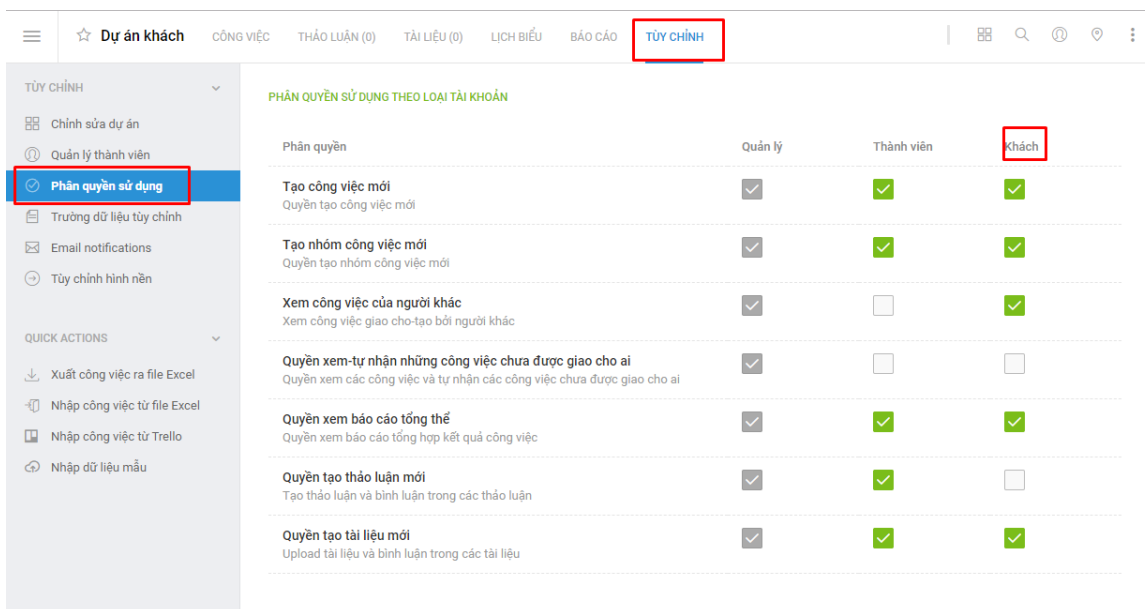 Dự án khách CÔNG VIỆC THẢO LUẬN (0) TÀI LIỆU (0) LỊCH BIỂU BÁO CÁO TÙY CHỈNH
TÙY CHỈNH
Chỉnh sửa dự án
Quản lý thành viên
Phân quyền sử dụng
Trường dữ liệu tùy chỉnh
Email notifications
Tùy chỉnh hình nền
QUICK ACTIONS
Xuất công việc ra file Excel
Nhập công việc từ file Excel
Nhập công việc từ Trello
Nhập dữ liệu mẫu
PHÂN QUYỀN SỬ DỤNG THEO LOẠI TÀI KHOẢN
Phân quyền Quản lý Thành viên Khách
Tạo công việc mới
Quyền tạo công việc mới
Tạo nhóm công việc mới
Quyền tạo nhóm công việc mới
Xem công việc của người khác
Xem công việc giao cho-tạo bởi người khác
Quyền xem-tự nhận những công việc chưa được giao cho ai
Quyền xem các công việc và tự nhận các công việc chưa được giao cho ai
Quyền xem báo cáo tổng thể
Quyền xem báo cáo tổng hợp kết quả công việc
Quyền tạo thảo luận mới
Tạo thảo luận và bình luận trong các thảo luận
Quyền tạo tài liệu mới
Upload tài liệu và bình luận trong các tài liệu